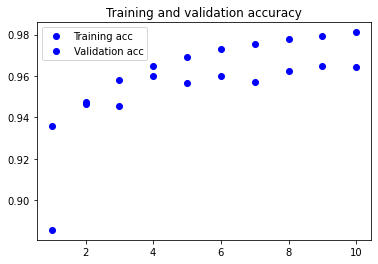 Training and validation accuracy
Training acc
Validation acc
0.98
0.96
0.94
0.92
0.90
2 4 6 8 10